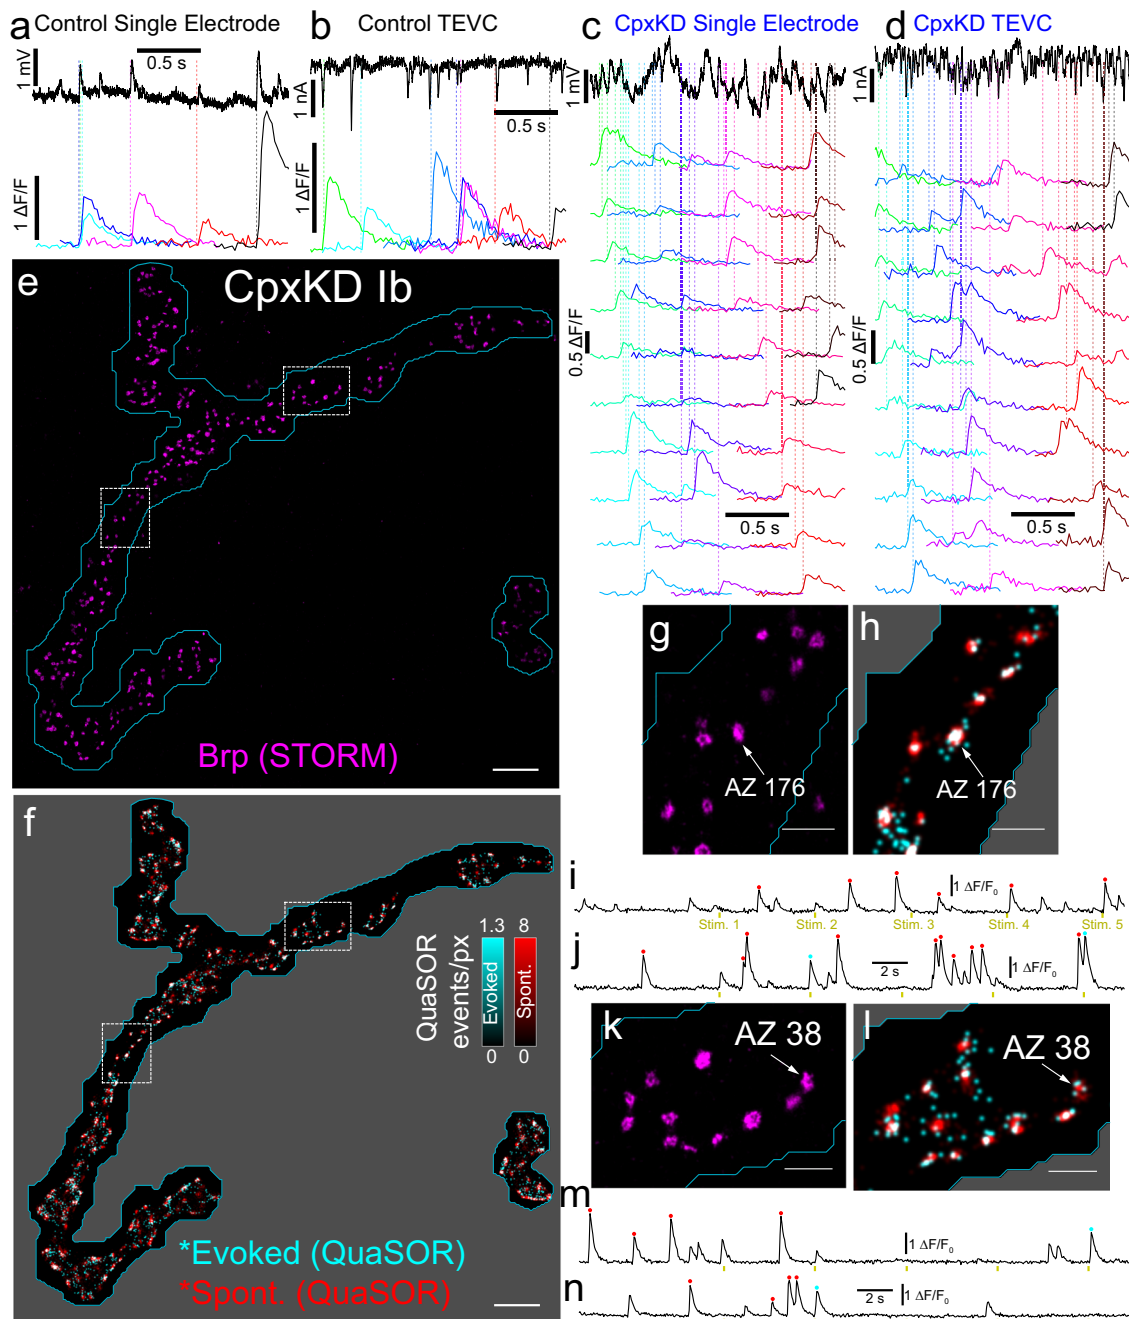 a Control Single Electrode
1 mV
0.5 s
1 ΔF/F
b Control TEVC
1 nA
0.5 s
1 ΔF/F
c CpxKD Single Electrode
1 mV
0.5 ΔF/F
0.5 s
d CpxKD TEVC
1 nA
0.5 ΔF/F
0.5 s
e CpxKD Ib
Brp (STORM)
f
QuaSOR
events/px
1.3 8
Evoked Spont.
0 0
*Evoked (QuaSOR)
*Spont. (QuaSOR)
g
AZ 176
h
AZ 176
i
1 ΔF/F₀
Stim. 1 Stim. 2 Stim. 3 Stim. 4 Stim. 5
j
2 s
1 ΔF/F₀
k
AZ 38
l
AZ 38
m
1 ΔF/F₀
n
2 s
1 ΔF/F₀